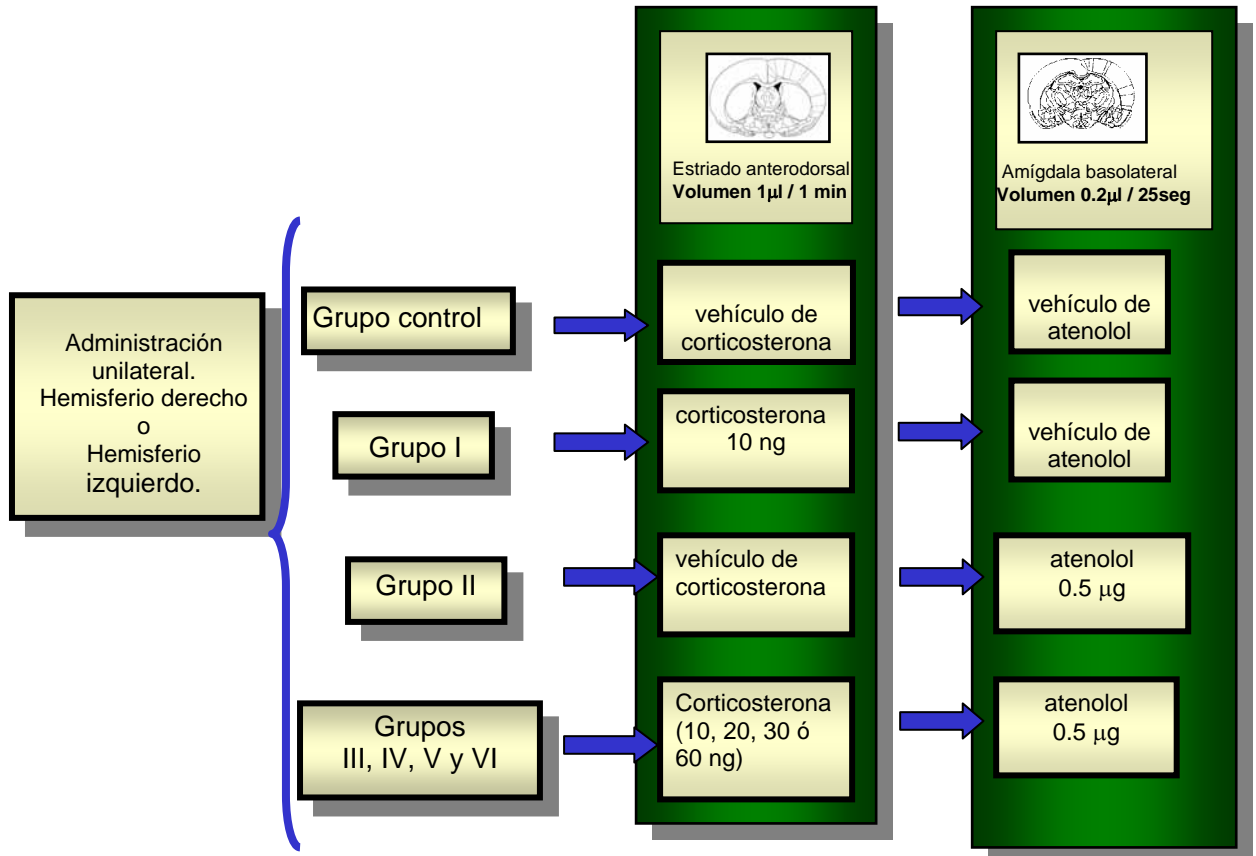 Estriado anterodorsal
Volumen 1μl / 1 min
Amígdala basolateral
Volumen 0.2μl / 25seg
Administración
unilateral.
Hemisferio derecho
o
Hemisferio
izquierdo.
Grupo control
vehículo de
corticosterona
vehículo de
atenolol
Grupo I
corticosterona
10 ng
vehículo de
atenolol
Grupo II
vehículo de
corticosterona
atenolol
0.5 μg
Grupos
III, IV, V y VI
Corticosterona
(10, 20, 30 ó
60 ng)
atenolol
0.5 μg